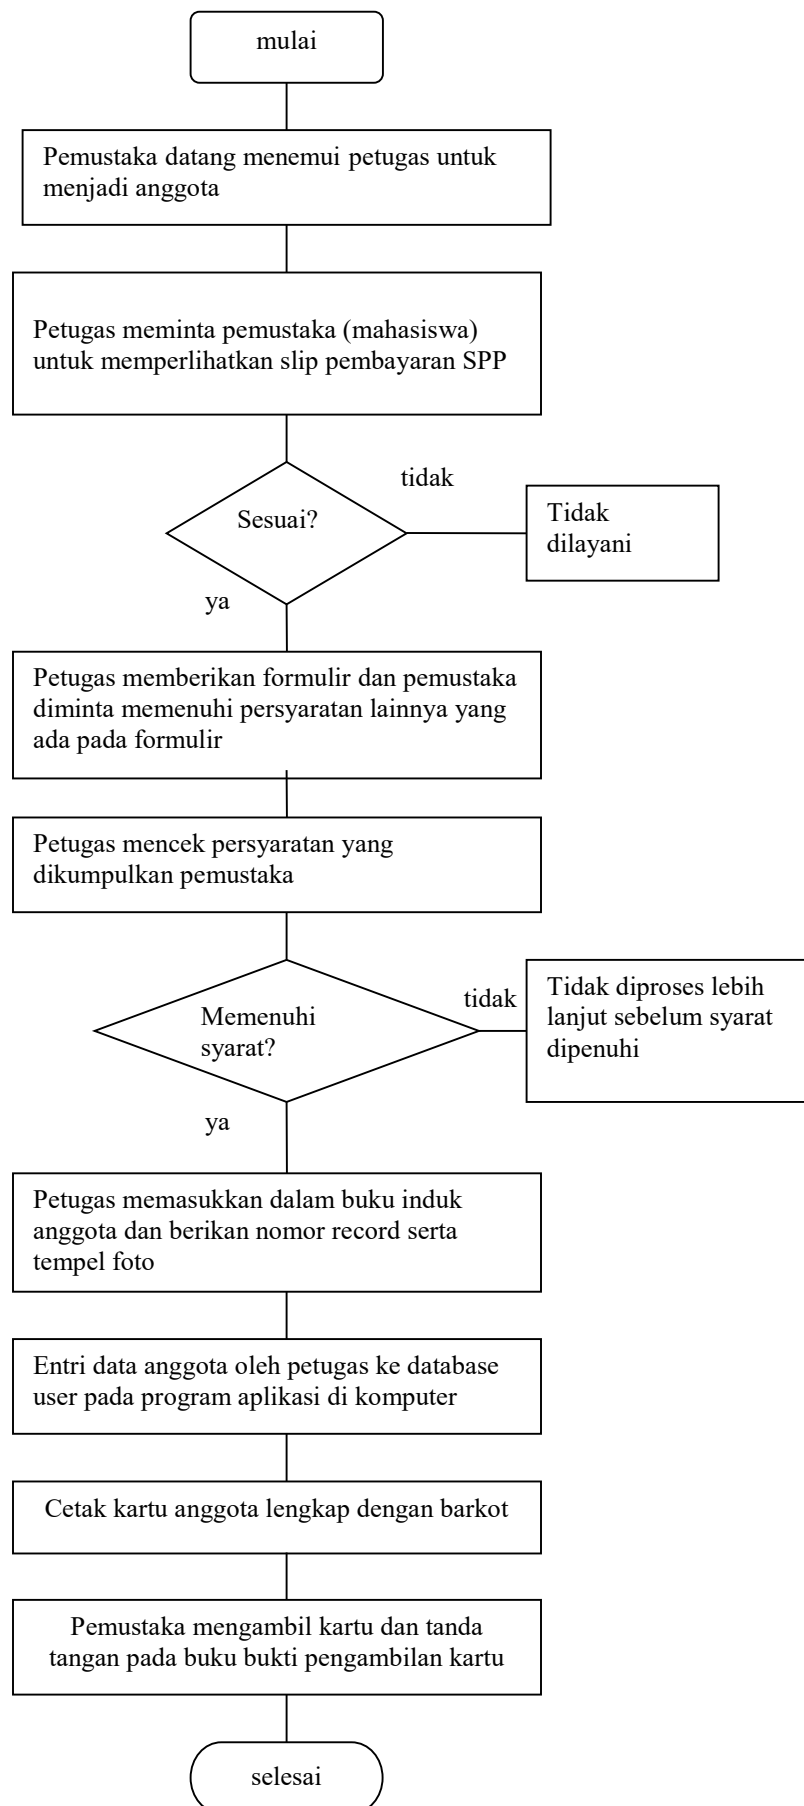 mulai
Pemustaka datang menemui petugas untuk
menjadi anggota
Petugas meminta pemustaka (mahasiswa)
untuk memperlihatkan slip pembayaran SPP
tidak
Sesuai?
Tidak
dilayani
ya
Petugas memberikan formulir dan pemustaka
diminta memenuhi persyaratan lainnya yang
ada pada formulir
Petugas mencek persyaratan yang
dikumpulkan pemustaka
tidak
Memenuhi
syarat?
Tidak diproses lebih
lanjut sebelum syarat
dipenuhi
ya
Petugas memasukkan dalam buku induk
anggota dan berikan nomor record serta
tempel foto
Entri data anggota oleh petugas ke database
user pada program aplikasi di komputer
Cetak kartu anggota lengkap dengan barkot
Pemustaka mengambil kartu dan tanda
tangan pada buku bukti pengambilan kartu
selesai